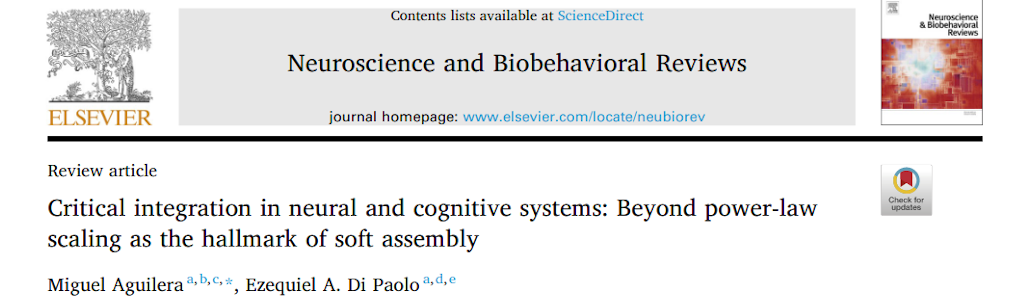 Contents lists available at ScienceDirect
Neuroscience and Biobehavioral Reviews
journal homepage: www.elsevier.com/locate/neubiorev
ELSEVIER
Neuroscience
& Biobehavioral
Reviews
Review article
Check for
updates
Critical integration in neural and cognitive systems: Beyond power-law
scaling as the hallmark of soft assembly
Miguel Aguilera a,b,c,*, Ezequiel A. Di Paolo a,d,e